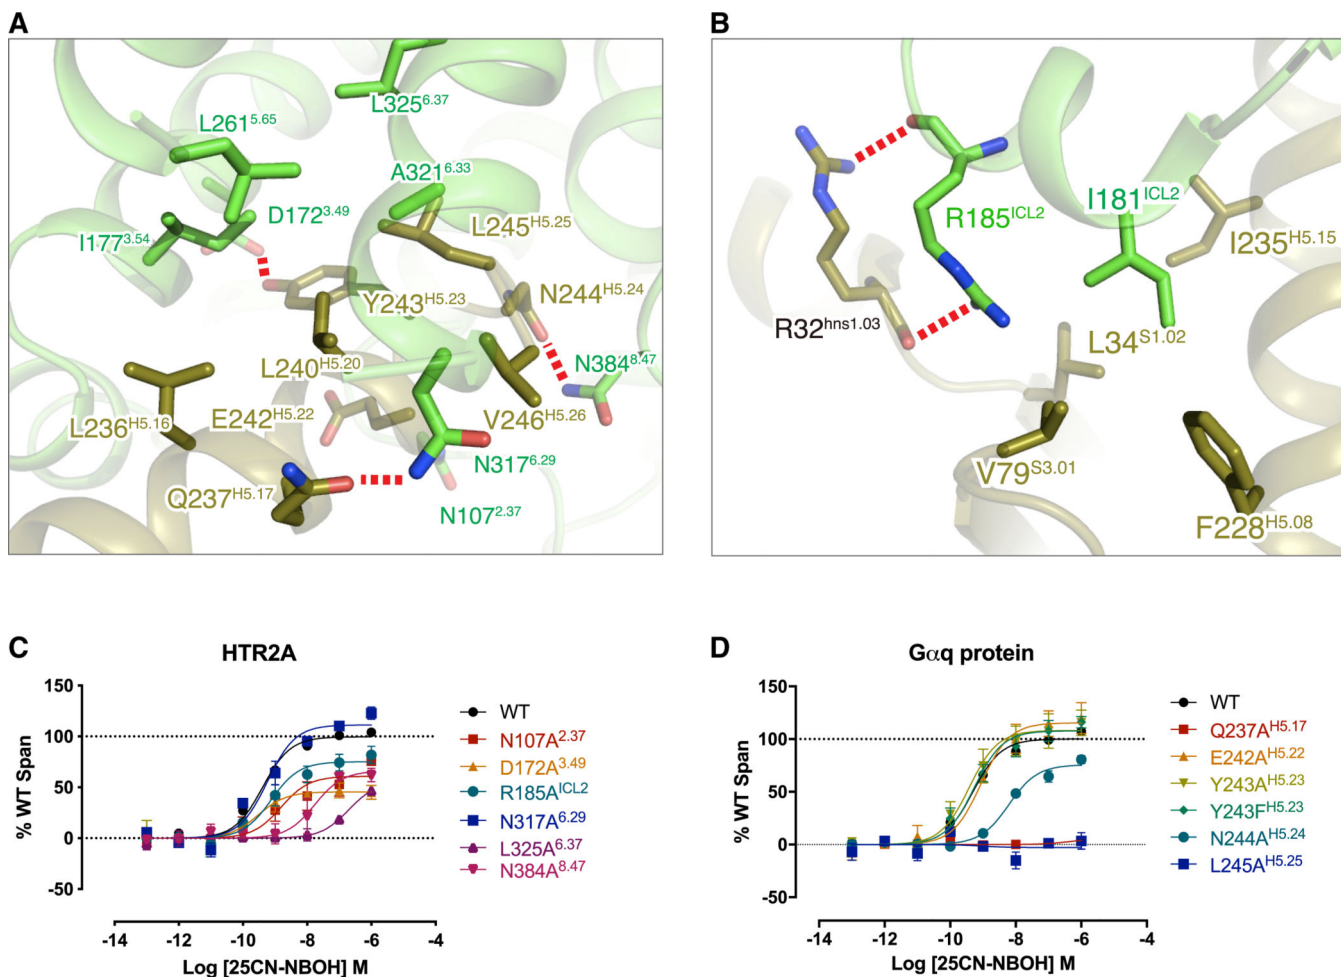 A
L325^6.37
L261^5.65
A321^6.33
D172^3.49
L245^H5.25
I177^3.54
Y243^H5.23
N244^H5.24
L240^H5.20
N384^8.47
L236^H5.16
E242^H5.22
V246^H5.26
N317^6.29
Q237^H5.17
N107^2.37
B
R185^ICL2
I181^ICL2
I235^H5.15
R32^hns1.03
L34^S1.02
V79^S3.01
F228^H5.08
C
HTR2A
% WT Span
150
100
50
0
-50
-14 -12 -10 -8 -6 -4
Log [25CN-NBOH] M
WT
N107A^2.37
D172A^3.49
R185A^ICL2
N317A^6.29
L325A^6.37
N384A^8.47
D
Gαq protein
% WT Span
150
100
50
0
-50
-14 -12 -10 -8 -6 -4
Log [25CN-NBOH] M
WT
Q237A^H5.17
E242A^H5.22
Y243A^H5.23
Y243F^H5.23
N244A^H5.24
L245A^H5.25